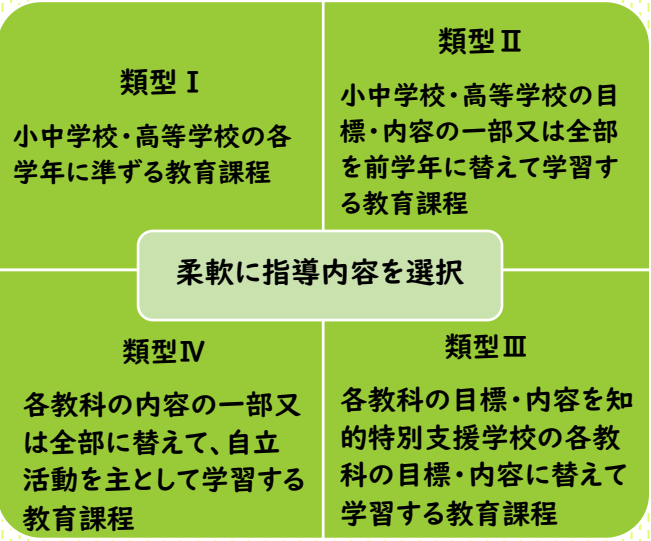 類型Ⅰ
小中学校・高等学校の各
学年に準ずる教育課程
類型Ⅱ
小中学校・高等学校の目
標・内容の一部又は全部
を前学年に替えて学習す
る教育課程
柔軟に指導内容を選択
類型Ⅳ
各教科の内容の一部又
は全部に替えて、自立
活動を主として学習する
教育課程
類型Ⅲ
各教科の目標・内容を知
的特別支援学校の各教
科の目標・内容に替えて
学習する教育課程